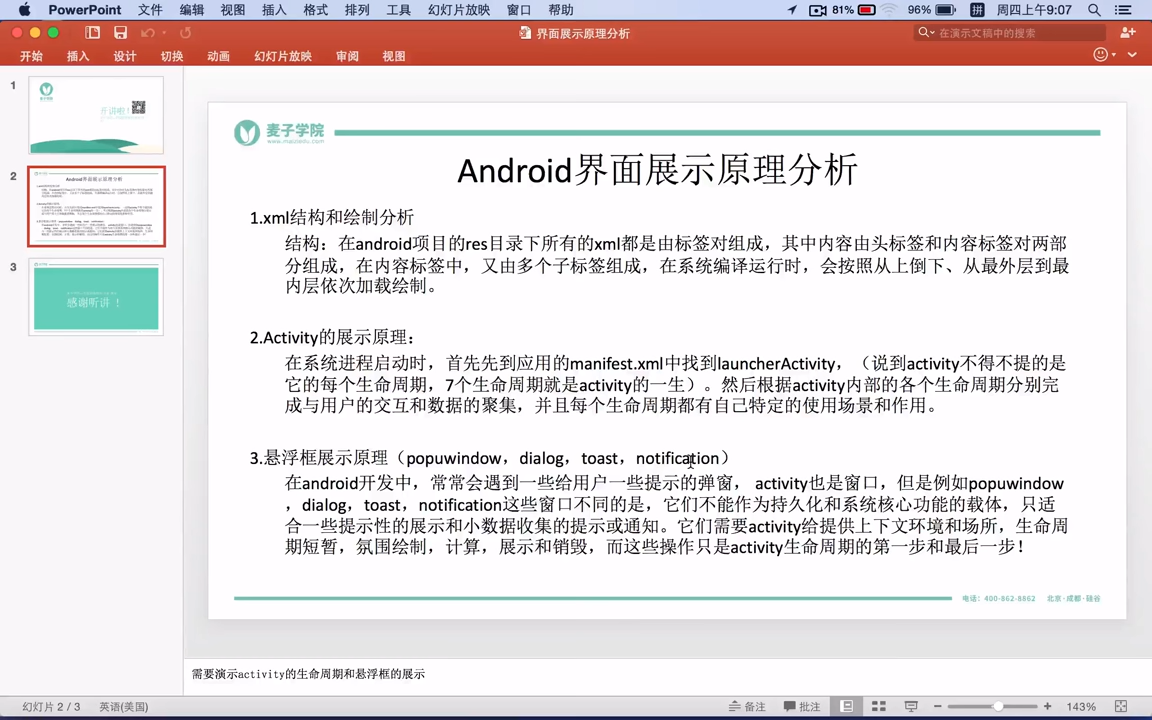 PowerPoint 文件 编辑 视图 插入 格式 排列 工具 幻灯片放映 窗口 帮助 81% 96% 拼 周四上午9:07
界面展示原理分析
在演示文稿中的搜索
开始 插入 设计 切换 动画 幻灯片放映 审阅 视图
1
开讲啦!
2
Android界面展示原理分析
3
感谢听讲 !
麦子学院
www.maiziedu.com
Android界面展示原理分析
1.xml结构和绘制分析
结构：在android项目的res目录下所有的xml都是由标签对组成，其中内容由头标签和内容标签对两部
分组成，在内容标签中，又由多个子标签组成，在系统编译运行时，会按照从上倒下、从最外层到最
内层依次加载绘制。
2.Activity的展示原理：
在系统进程启动时，首先先到应用的manifest.xml中找到launcherActivity，（说到activity不得不提的是
它的每个生命周期，7个生命周期就是activity的一生）。然后根据activity内部的各个生命周期分别完
成与用户的交互和数据的聚集，并且每个生命周期都有自己特定的使用场景和作用。
3.悬浮框展示原理（popuwindow，dialog，toast，notification）
在android开发中，常常会遇到一些给用户一些提示的弹窗， activity也是窗口，但是例如popuwindow
，dialog，toast，notification这些窗口不同的是，它们不能作为持久化和系统核心功能的载体，只适
合一些提示性的展示和小数据收集的提示或通知。它们需要activity给提供上下文环境和场所，生命周
期短暂，氛围绘制，计算，展示和销毁，而这些操作只是activity生命周期的第一步和最后一步！
电话：400-862-8862 北京·成都·硅谷
需要演示activity的生命周期和悬浮框的展示
幻灯片 2 / 3 英语(美国) 备注 批注 143%